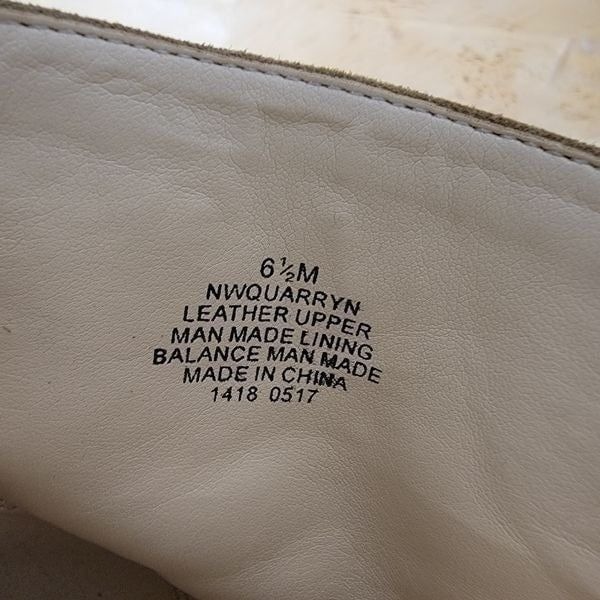 6½M
NWQUARRYN
LEATHER UPPER
MAN MADE LINING
BALANCE MAN MADE
MADE IN CHINA
1418 0517